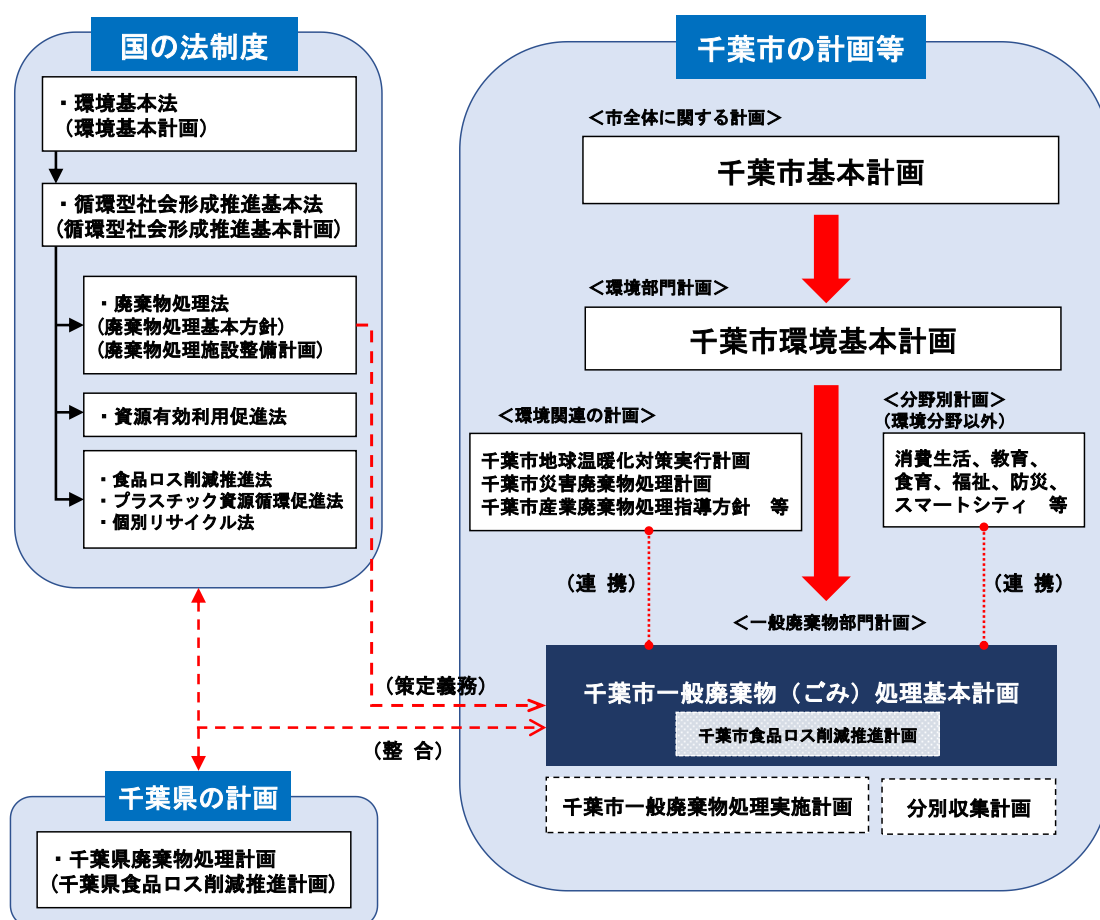 国の法制度
・環境基本法
(環境基本計画)
・循環型社会形成推進基本法
(循環型社会形成推進基本計画)
・廃棄物処理法
(廃棄物処理基本方針)
(廃棄物処理施設整備計画)
・資源有効利用促進法
・食品ロス削減推進法
・プラスチック資源循環促進法
・個別リサイクル法
千葉県の計画
・千葉県廃棄物処理計画
(千葉県食品ロス削減推進計画)
(策定義務)
(整 合)
千葉市の計画等
＜市全体に関する計画＞
千葉市基本計画
＜環境部門計画＞
千葉市環境基本計画
＜環境関連の計画＞
千葉市地球温暖化対策実行計画
千葉市災害廃棄物処理計画
千葉市産業廃棄物処理指導方針　等
＜分野別計画＞
(環境分野以外)
消費生活、教育、
食育、福祉、防災、
スマートシティ　等
(連 携)
(連 携)
＜一般廃棄物部門計画＞
千葉市一般廃棄物（ごみ）処理基本計画
千葉市食品ロス削減推進計画
千葉市一般廃棄物処理実施計画
分別収集計画